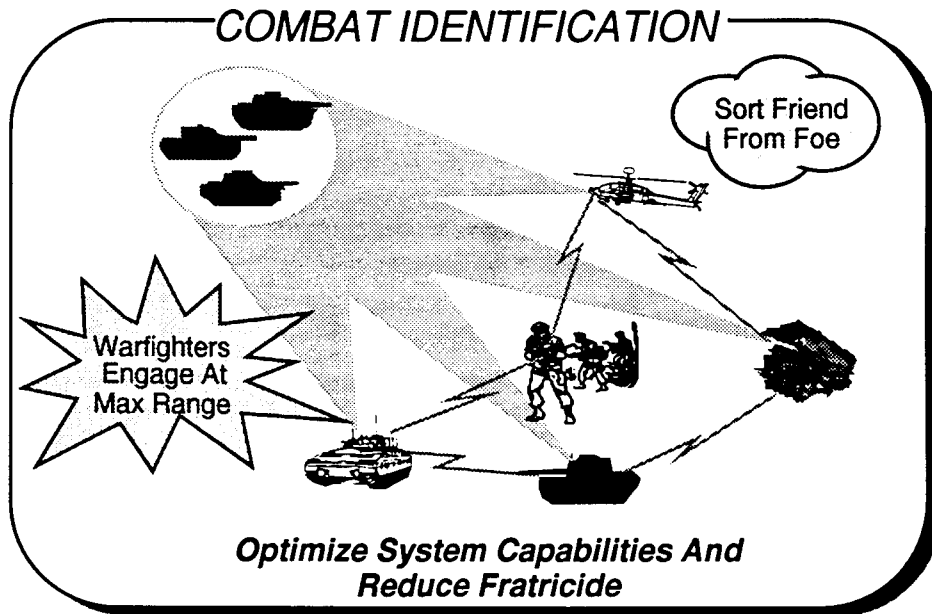 COMBAT IDENTIFICATION
Sort Friend
From Foe
Warfighters
Engage At
Max Range
Optimize System Capabilities And
Reduce Fratricide